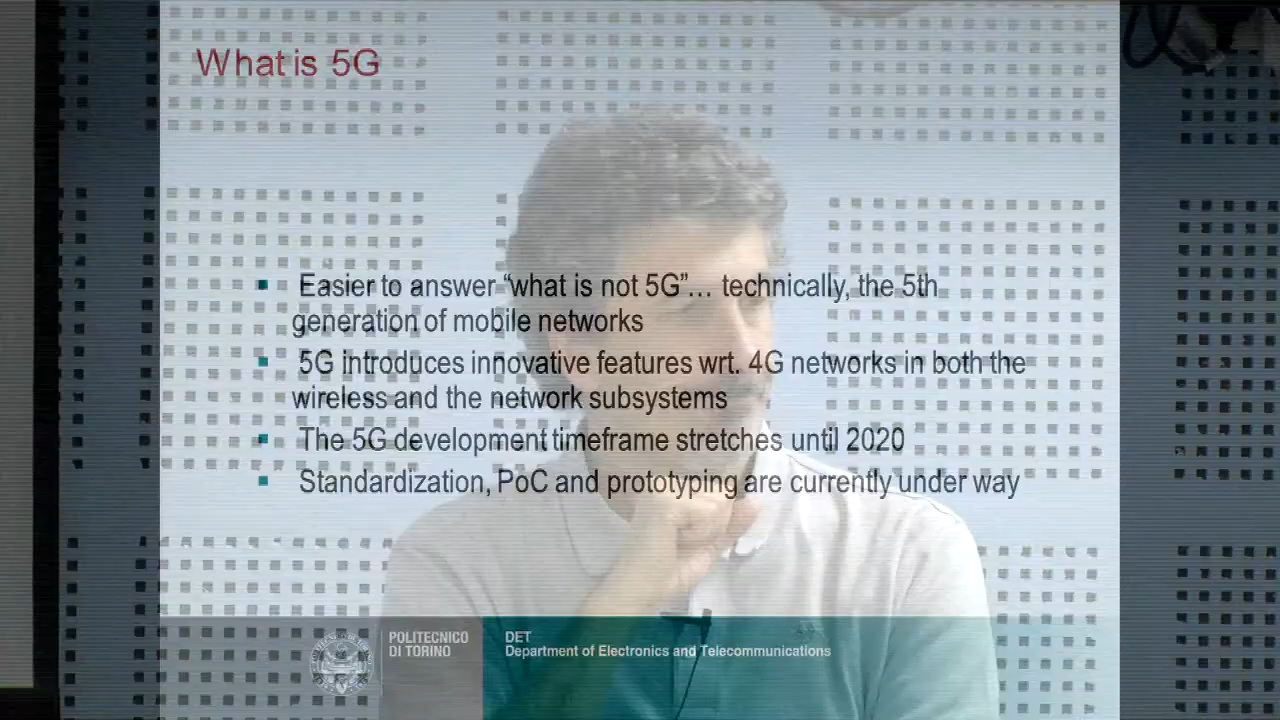 What is 5G
▪ Easier to answer “what is not 5G”… technically, the 5th
generation of mobile networks
▪ 5G introduces innovative features wrt. 4G networks in both the
wireless and the network subsystems
▪ The 5G development timeframe stretches until 2020
▪ Standardization, PoC and prototyping are currently under way
POLITECNICO
DI TORINO
DET
Department of Electronics and Telecommunications